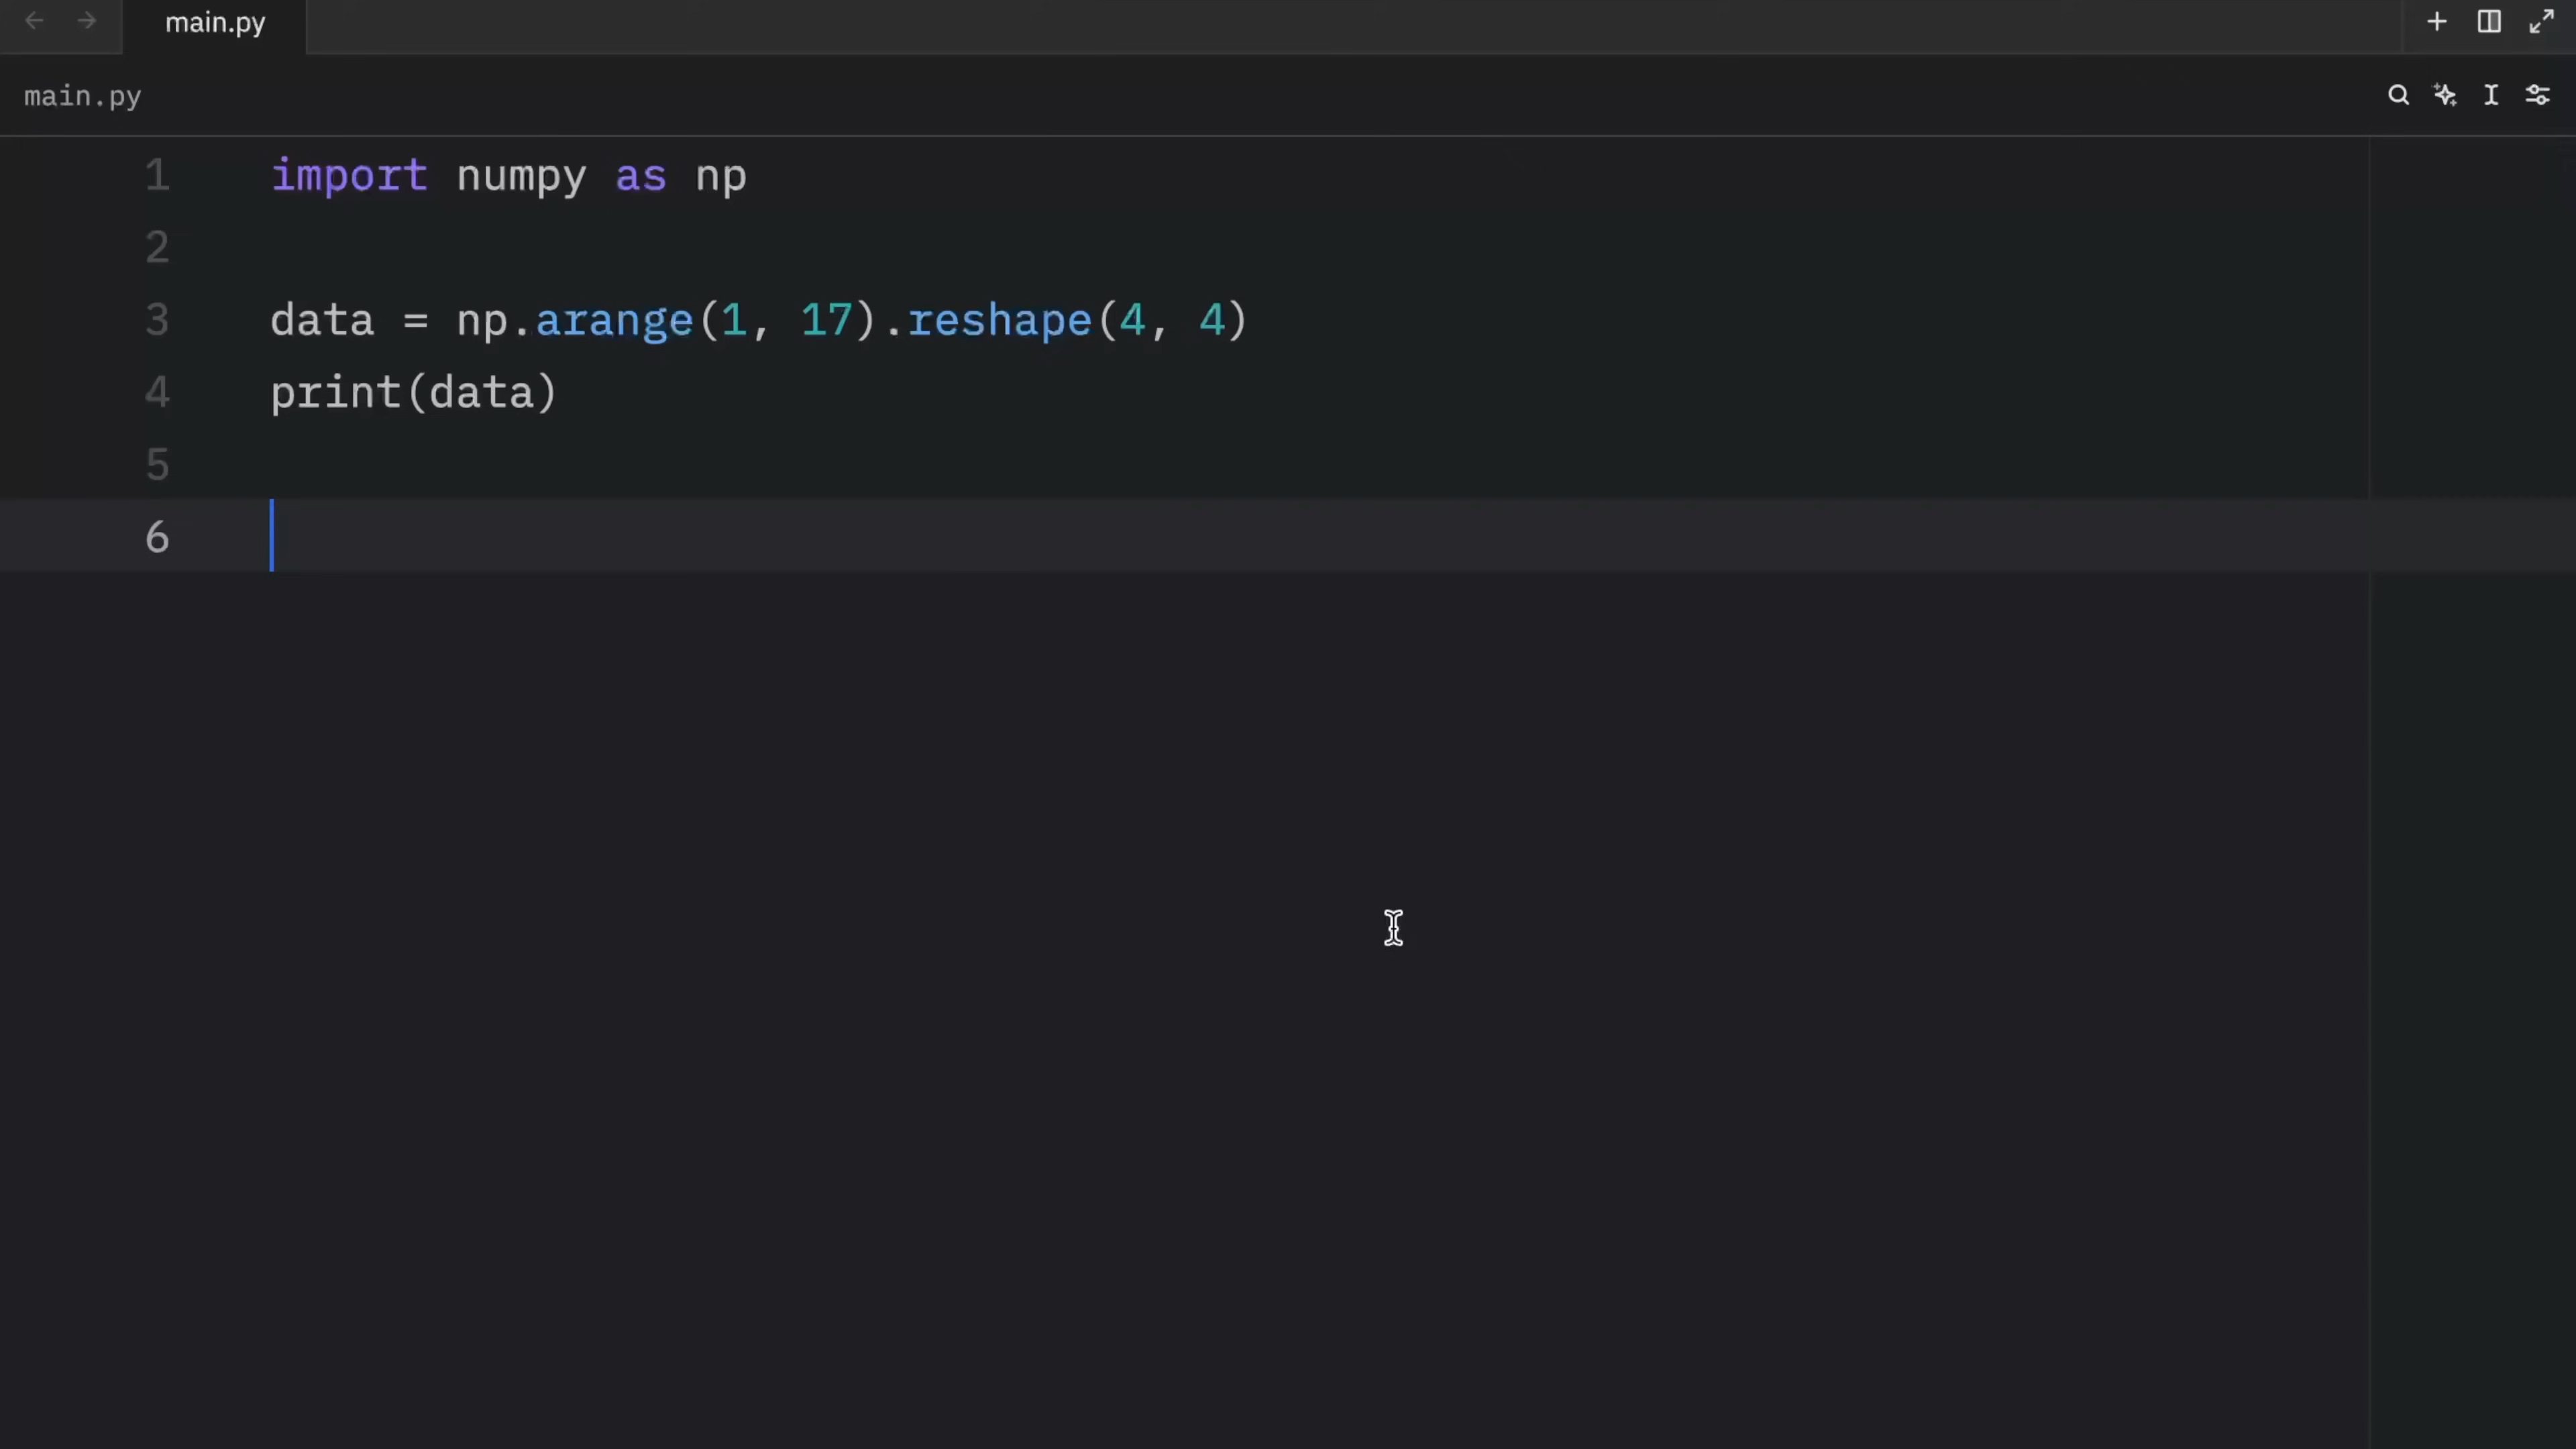 main.py
main.py
1 import numpy as np
2
3 data = np.arange(1, 17).reshape(4, 4)
4 print(data)
5
6